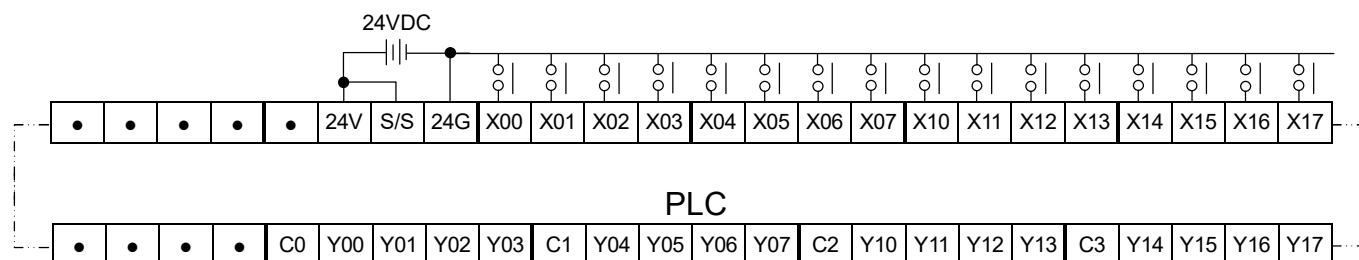 24VDC
24V S/S 24G X00 X01 X02 X03 X04 X05 X06 X07 X10 X11 X12 X13 X14 X15 X16 X17
PLC
C0 Y00 Y01 Y02 Y03 C1 Y04 Y05 Y06 Y07 C2 Y10 Y11 Y12 Y13 C3 Y14 Y15 Y16 Y17